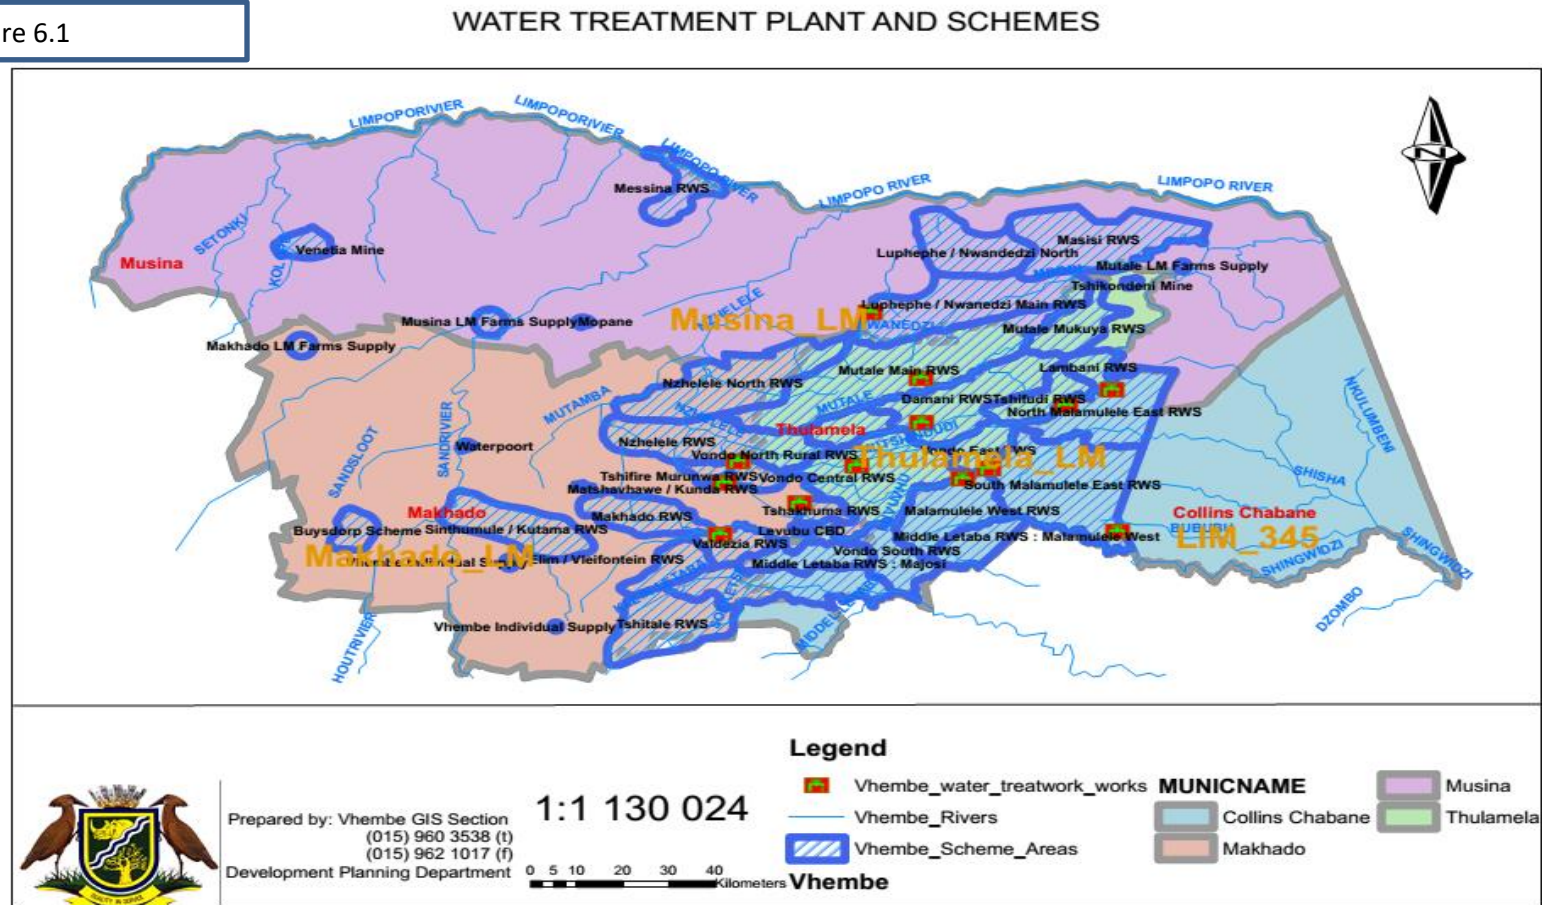 re 6.1
WATER TREATMENT PLANT AND SCHEMES
LIMPOPORIVIER
LIMPOPORIVIER
LIMPOPO RIVER
LIMPOPO RIVER
LIMPOPO RIVER
N
Messina RWS
SETONKI
Venetia Mine
Musina
Luphephe / Nwandedzi North
Masisi RWS
Mutale LM Farms Supply
Tshikondeni Mine
Luphephe / Nwanedzi Main RWS
Musina LM Farms Supply
Mopane
Musina_LM
NZHELELE
WANEDZI
Mutale Mukuya RWS
Makhado LM Farms Supply
Mutale Main RWS
Lambani RWS
Nzhelele North RWS
MUTAMBA
MUTALE
Damani RWS
Tshifudi RWS
North Malamulele East RWS
NKULUMBENI
SANDRIVIER
SANDSLOOT
Waterpoort
Thulamela
Nzhelele RWS
Vondo North Rural RWS
Thulamela_LM
Tshifire Murunwa RWS
Vondo Central RWS
South Malamulele East RWS
SHISHA
Matshavhawe / Kunda RWS
Makhado
Makhado RWS
Tshakhuma RWS
Malamulele West RWS
Collins Chabane
BUBUBU
LIM_345
Buysdorp Scheme
Sinthumule / Kutama RWS
Levubu CBD
Valdezia RWS
Middle Letaba RWS : Malamulele West
Vondo South RWS
SHINGWIDZI
SHINGWIDZI
Makhado_LM
Elim / Vleifontein RWS
Middle Letaba RWS : Majosi
DZOMBO
HOUTRIVIER
Vhembe Individual Supply
Tshitale RWS
Legend
Vhembe_water_treatwork_works
Vhembe_Rivers
Vhembe_Scheme_Areas
Vhembe
MUNICNAME
Collins Chabane
Makhado
Musina
Thulamela
Prepared by: Vhembe GIS Section
(015) 960 3538 (t)
(015) 962 1017 (f)
Development Planning Department
1:1 130 024
0 5 10 20 30 40
Kilometers